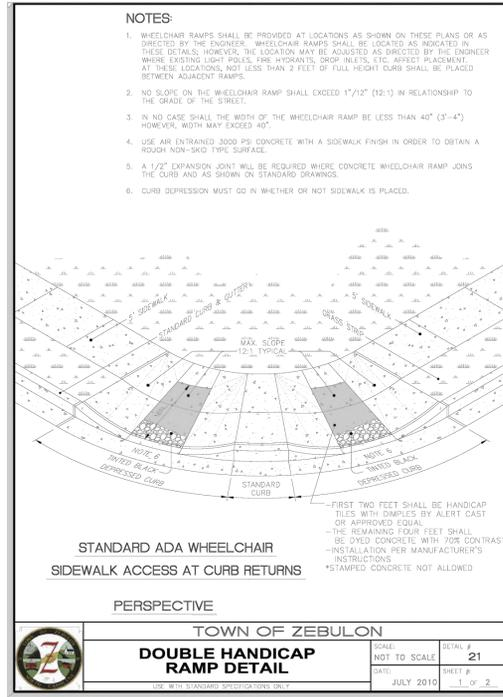 NOTES:
1. WHEELCHAIR RAMPS SHALL BE PROVIDED AT LOCATIONS AS SHOWN ON THESE PLANS OR AS
DIRECTED BY THE ENGINEER. WHEELCHAIR RAMPS SHALL BE LOCATED AS INDICATED IN
THESE DETAILS; HOWEVER, THE LOCATION MAY BE ADJUSTED AS DIRECTED BY THE ENGINEER
WHERE EXISTING LIGHT POLES, FIRE HYDRANTS, DROP INLETS, ETC. AFFECT PLACEMENT.
AT THESE LOCATIONS, NOT LESS THAN 2 FEET OF FULL HEIGHT CURB SHALL BE PLACED
BETWEEN ADJACENT RAMPS.
2. NO SLOPE ON THE WHEELCHAIR RAMP SHALL EXCEED 1"/12" (12:1) IN RELATIONSHIP TO
THE GRADE OF THE STREET.
3. IN NO CASE SHALL THE WIDTH OF THE WHEELCHAIR RAMP BE LESS THAN 40" (3'-4")
HOWEVER, WIDTH MAY EXCEED 40".
4. USE AIR ENTRAINED 3000 PSI CONCRETE WITH A SIDEWALK FINISH IN ORDER TO OBTAIN A
ROUGH NON-SKID TYPE SURFACE.
5. A 1/2" EXPANSION JOINT WILL BE REQUIRED WHERE CONCRETE WHEELCHAIR RAMP JOINS
THE CURB AND AS SHOWN ON STANDARD DRAWINGS.
6. CURB DEPRESSION MUST GO IN WHETHER OR NOT SIDEWALK IS PLACED.
5' SIDEWALK
STANDARD CURB & GUTTER
GRASS STRIP
5' SIDEWALK
MAX. SLOPE
12:1 TYPICAL
NOTE 6
TINTED BLACK
DEPRESSED CURB
STANDARD
CURB
NOTE 6
TINTED BLACK
DEPRESSED CURB
-FIRST TWO FEET SHALL BE HANDICAP
TILES WITH DIMPLES BY ALERT CAST
OR APPROVED EQUAL
-THE REMAINING FOUR FEET SHALL
BE DYED CONCRETE WITH 70% CONTRAS
-INSTALLATION PER MANUFACTURER'S
INSTRUCTIONS
*STAMPED CONCRETE NOT ALLOWED
STANDARD ADA WHEELCHAIR
SIDEWALK ACCESS AT CURB RETURNS
PERSPECTIVE
TOWN OF ZEBULON
DOUBLE HANDICAP
RAMP DETAIL
USE WITH STANDARD SPECIFICATIONS ONLY
SCALE:
NOT TO SCALE
DETAIL #
21
DATE:
JULY 2010
SHEET #:
1 of 2
Z